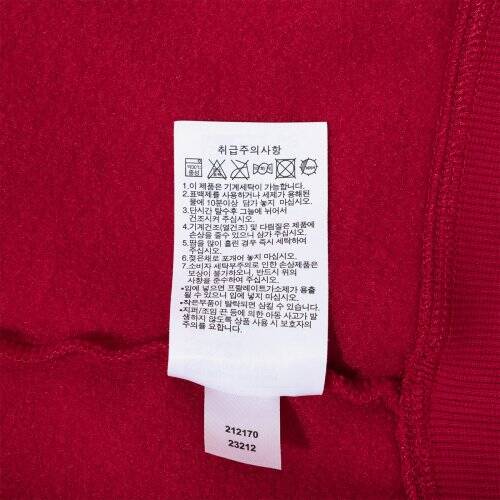 취급주의사항
1.이 제품은 기계세탁이 가능합니다.
2.표백제를 사용하거나 세제가 용해된
물에 10분이상 담가 놓지 마십시오.
3.단시간 탈수후 그늘에 뉘어서
건조시켜 주십시오.
4.기계건조(열건조) 및 다림질은 제품에
손상을 줄수 있으니 삼가 주십시오.
5.땀을 많이 흘린 경우 즉시 세탁하여
주십시오.
6.젖은채로 포개어 놓지 마십시오.
7.소비자 세탁부주의로 인한 손상제품은
보상이 불가하오니, 반드시 위의
사항을 준수하여 주십시오.
-입에 넣으면 프탈레이트가소제가 용출
될 수 있으니 입에 넣지 마십시오.
-작은부품이 탈락되면 삼킬 수 있습니다.
-지퍼/조임 끈 등에 의한 아동 사고가 발
생하지 않도록 상품 사용 시 보호자의
주의를 요합니다.
212170
23212